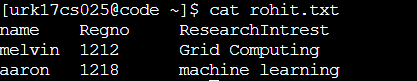 [urk17cs025@code ~]$ cat rohit.txt
name Regno ResearchIntrest
melvin 1212 Grid Computing
aaron 1218 machine learning